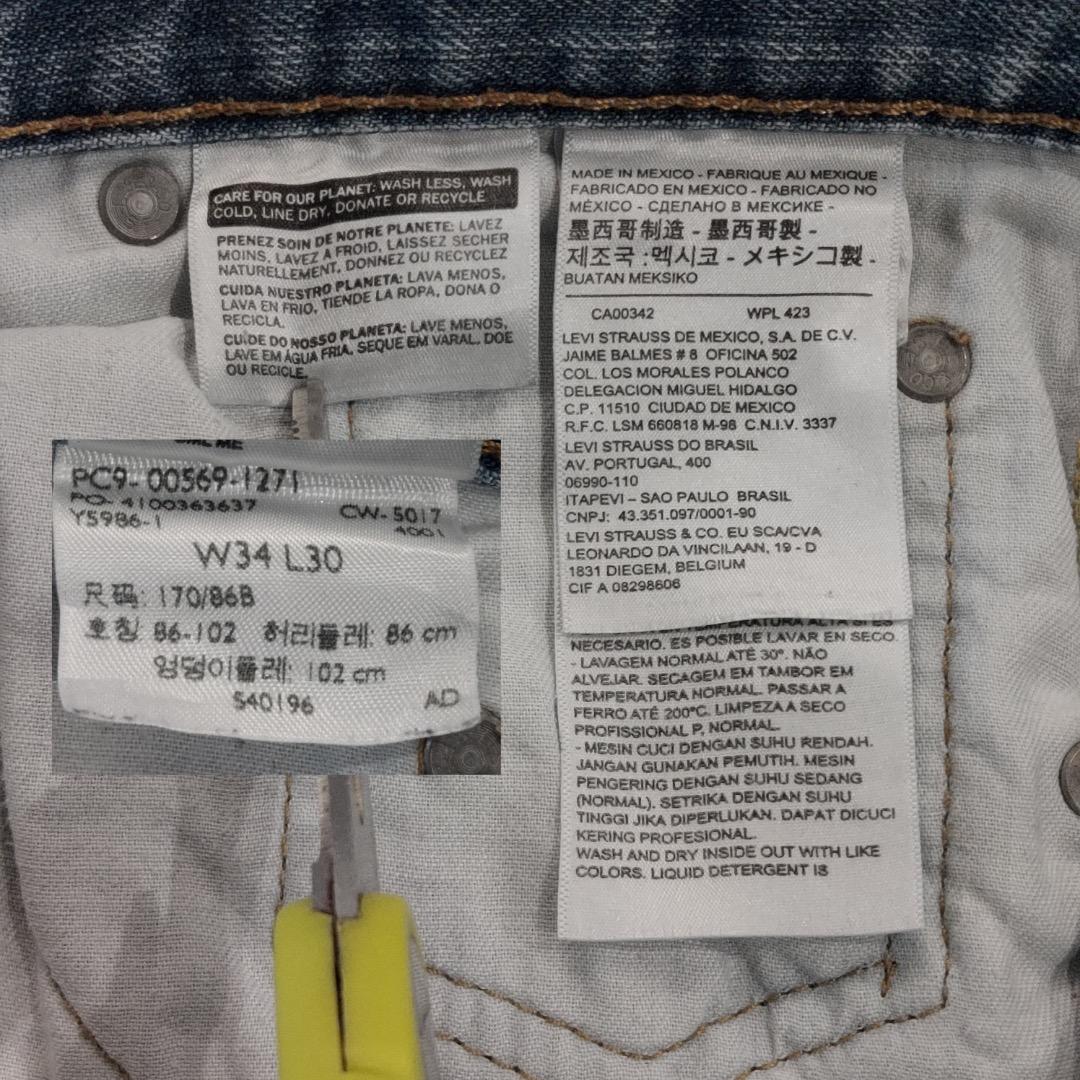 CARE FOR OUR PLANET: WASH LESS, WASH
COLD, LINE DRY, DONATE OR RECYCLE
PRENEZ SOIN DE NOTRE PLANETE: LAVEZ
MOINS, LAVEZ A FROID, LAISSEZ SECHER
NATURELLEMENT, DONNEZ OU RECYCLEZ
CUIDA NUESTRO PLANETA: LAVA MENOS,
LAVA EN FRIO, TIENDE LA ROPA, DONA O
RECICLA.
CUIDE DO NOSSO PLANETA: LAVE MENOS,
LAVE EM ÁGUA FRIA, SEQUE EM VARAL, DOE
OU RECICLE.
MADE IN MEXICO - FABRIQUE AU MEXIQUE -
FABRICADO EN MEXICO - FABRICADO NO
MÉXICO - СДЕЛАНО В МЕКСИКЕ -
墨西哥制造 - 墨西哥製 -
제조국 :멕시코 - メキシコ製 -
BUATAN MEKSIKO
CA00342 WPL 423
LEVI STRAUSS DE MEXICO, S.A. DE C.V.
JAIME BALMES # 8 OFICINA 502
COL. LOS MORALES POLANCO
DELEGACION MIGUEL HIDALGO
C.P. 11510 CIUDAD DE MEXICO
R.F.C. LSM 660818 M-98 C.N.I.V. 3337
LEVI STRAUSS DO BRASIL
AV. PORTUGAL, 400
06990-110
ITAPEVI – SAO PAULO BRASIL
CNPJ: 43.351.097/0001-90
LEVI STRAUSS & CO. EU SCA/CVA
LEONARDO DA VINCILAAN, 19 - D
1831 DIEGEM, BELGIUM
CIF A 08298606
TEMPERATURA ALTA SI ES
NECESARIO. ES POSIBLE LAVAR EN SECO.
- LAVAGEM NORMAL ATÉ 30°. NÃO
ALVEJAR. SECAGEM EM TAMBOR EM
TEMPERATURA NORMAL. PASSAR A
FERRO ATÉ 200°C. LIMPEZA A SECO
PROFISSIONAL P, NORMAL.
- MESIN CUCI DENGAN SUHU RENDAH.
JANGAN GUNAKAN PEMUTIH. MESIN
PENGERING DENGAN SUHU SEDANG
(NORMAL). SETRIKA DENGAN SUHU
TINGGI JIKA DIPERLUKAN. DAPAT DICUCI
KERING PROFESIONAL.
WASH AND DRY INSIDE OUT WITH LIKE
COLORS. LIQUID DETERGENT IS
PC9- 00569-1271
PO- 4100363637
Y5986-1 CW- 5017
4001
W34 L30
尺码: 170/86B
호칭 86-102 허리둘레: 86 cm
엉덩이둘레: 102 cm
540196 AD